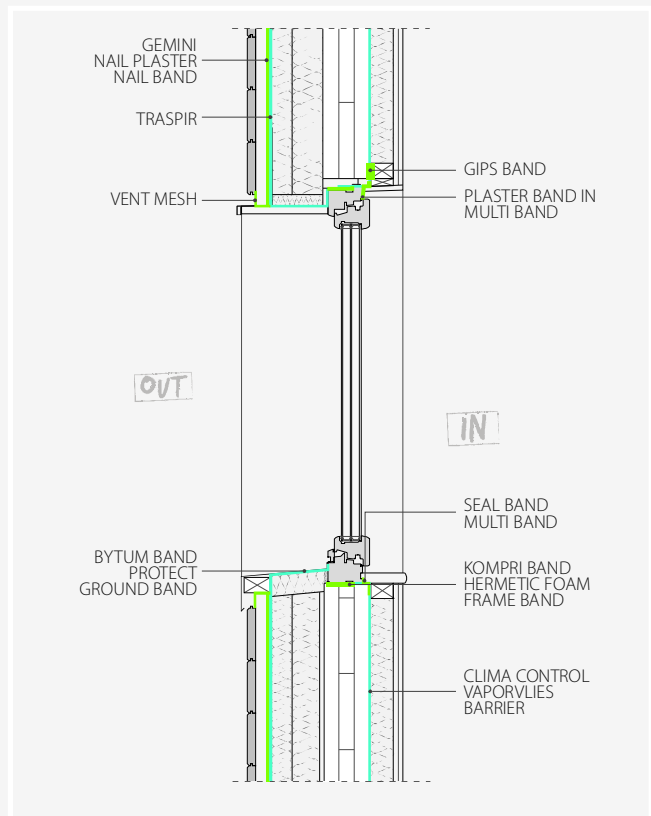 GEMINI
NAIL PLASTER
NAIL BAND
TRASPIR
VENT MESH
GIPS BAND
PLASTER BAND IN
MULTI BAND
OUT
IN
SEAL BAND
MULTI BAND
BYTUM BAND
PROTECT
GROUND BAND
KOMPRI BAND
HERMETIC FOAM
FRAME BAND
CLIMA CONTROL
VAPORVLIES
BARRIER